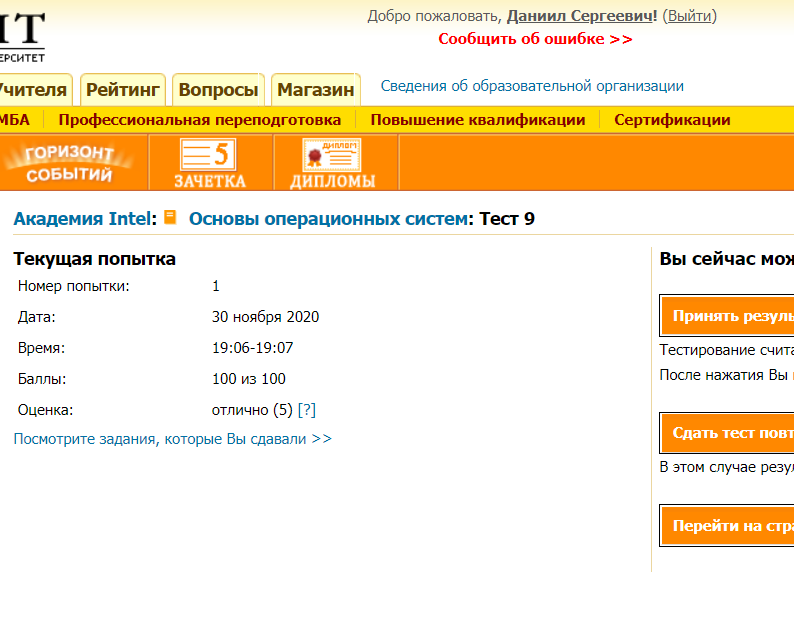 ИТ
ЕРСИТЕТ
Добро пожаловать, Даниил Сергеевич! (Выйти)
Сообщить об ошибке >>
Учителя Рейтинг Вопросы Магазин Сведения об образовательной организации
МБА Профессиональная переподготовка Повышение квалификации Сертификации
ГОРИЗОНТ СОБЫТИЙ
5 ЗАЧЕТКА
ДИПЛОМ ДИПЛОМЫ
Академия Intel: Основы операционных систем: Тест 9
Текущая попытка
Номер попытки: 1
Дата: 30 ноября 2020
Время: 19:06-19:07
Баллы: 100 из 100
Оценка: отлично (5) [?]
Посмотрите задания, которые Вы сдавали >>
Вы сейчас мож
Принять резуль
Тестирование счита
После нажатия Вы
Сдать тест повт
В этом случае резу
Перейти на стра